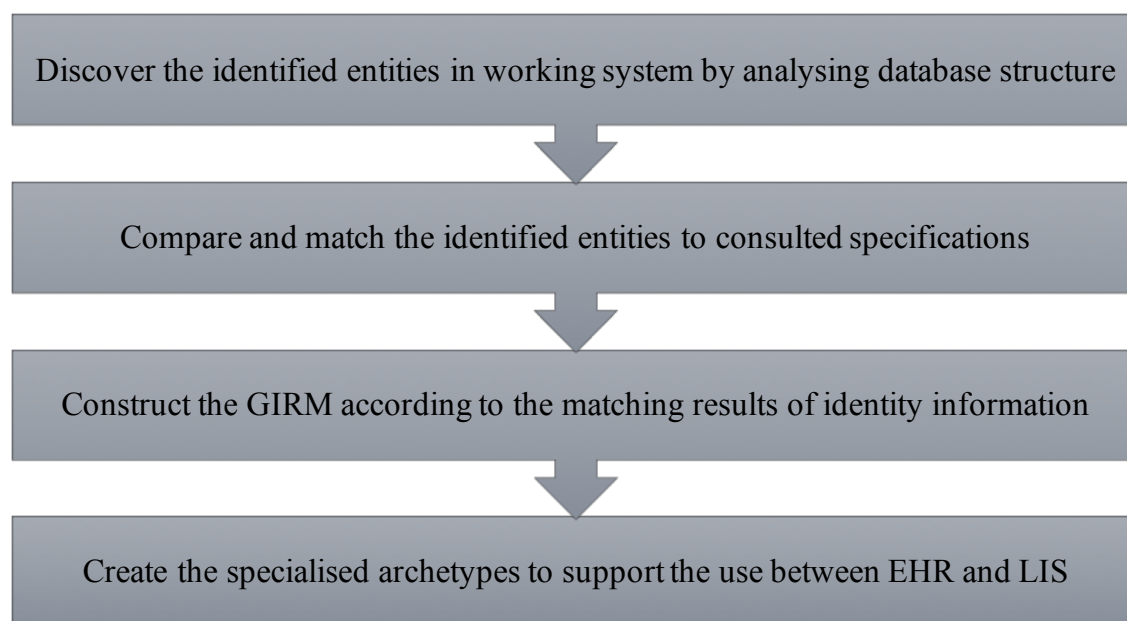 Discover the identified entities in working system by analysing database structure
Compare and match the identified entities to consulted specifications
Construct the GIRM according to the matching results of identity information
Create the specialised archetypes to support the use between EHR and LIS